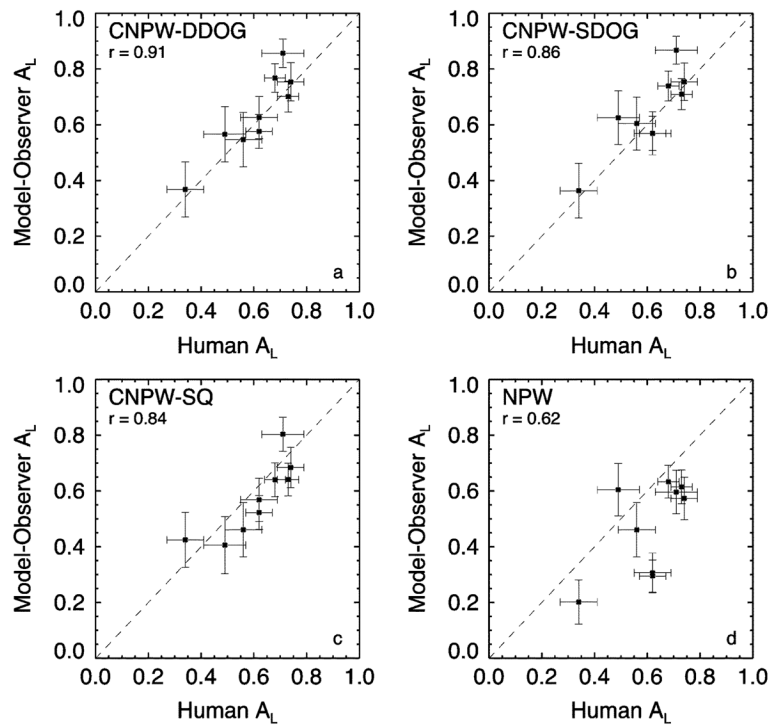 CNPW-DDOG
r = 0.91
Model-Observer A_L
1.0
0.8
0.6
0.4
0.2
0.0
a
0.0 0.2 0.4 0.6 0.8 1.0
Human A_L
CNPW-SDOG
r = 0.86
Model-Observer A_L
1.0
0.8
0.6
0.4
0.2
0.0
b
0.0 0.2 0.4 0.6 0.8 1.0
Human A_L
CNPW-SQ
r = 0.84
Model-Observer A_L
1.0
0.8
0.6
0.4
0.2
0.0
c
0.0 0.2 0.4 0.6 0.8 1.0
Human A_L
NPW
r = 0.62
Model-Observer A_L
1.0
0.8
0.6
0.4
0.2
0.0
d
0.0 0.2 0.4 0.6 0.8 1.0
Human A_L